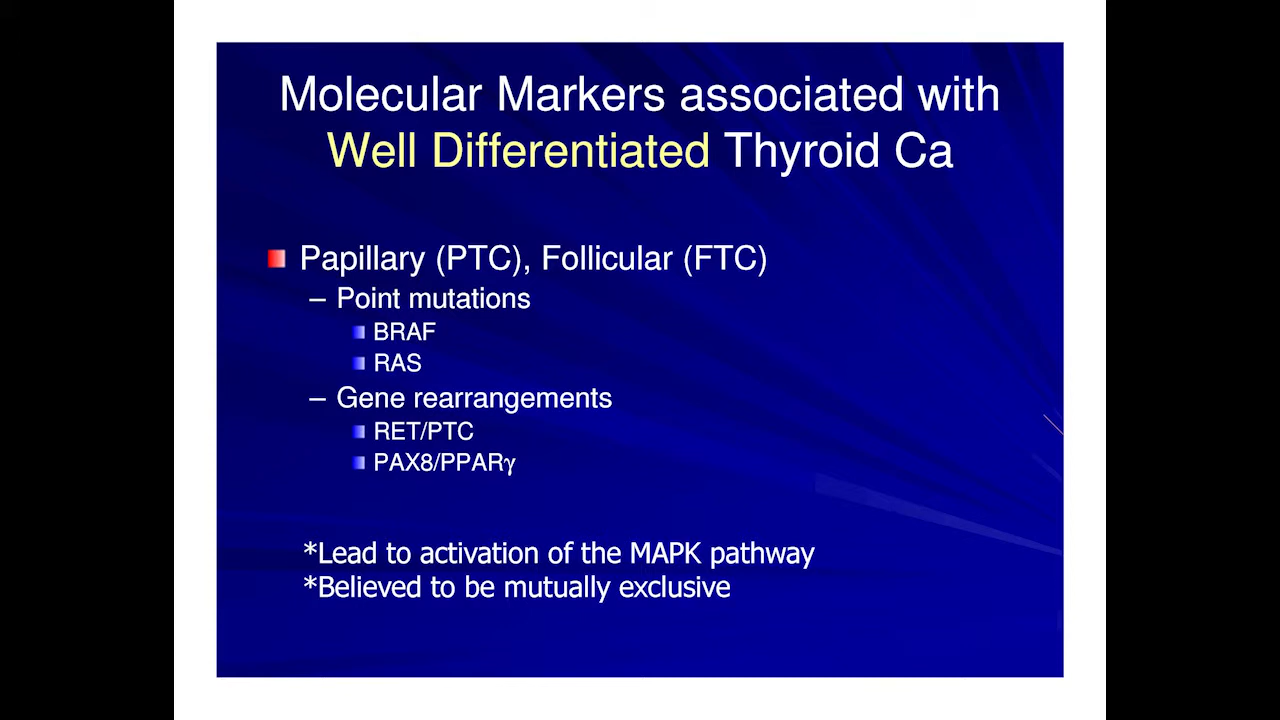 Molecular Markers associated with
Well Differentiated Thyroid Ca
Papillary (PTC), Follicular (FTC)
– Point mutations
BRAF
RAS
– Gene rearrangements
RET/PTC
PAX8/PPARγ
*Lead to activation of the MAPK pathway
*Believed to be mutually exclusive